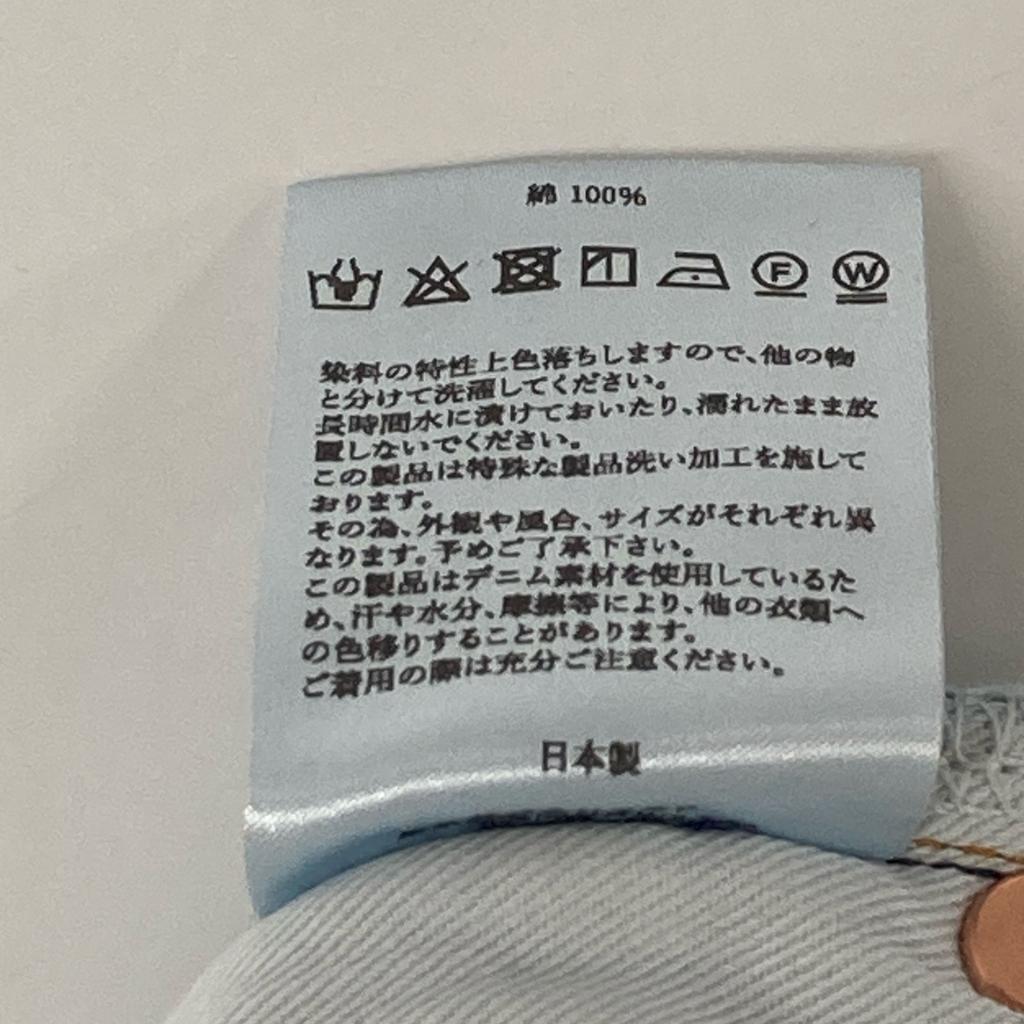 綿 100%
F W
染料の特性上色落ちしますので、他の物
と分けて洗濯してください。
長時間水に漬けておいたり、濡れたまま放
置しないでください。
この製品は特殊な製品洗い加工を施して
おります。
その為、外観や風合、サイズがそれぞれ異
なります。予めご了承下さい。
この製品はデニム素材を使用しているた
め、汗や水分、摩擦等により、他の衣類へ
の色移りすることがあります。
ご着用の際は充分ご注意ください。
日本製